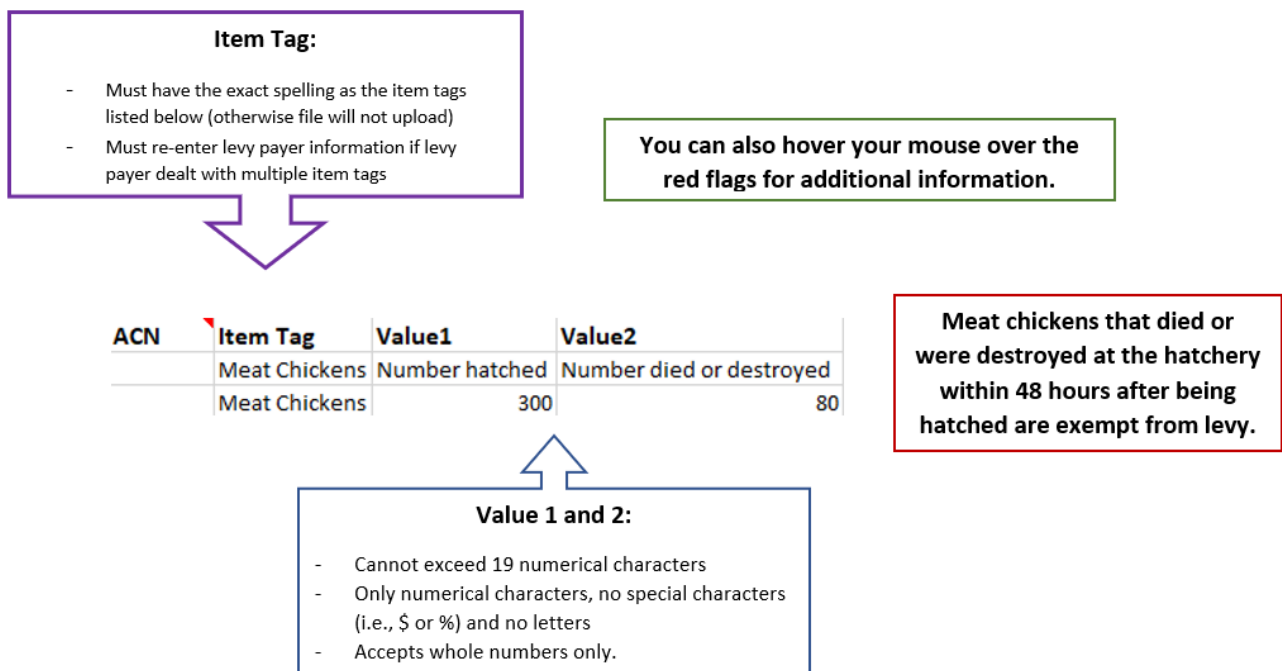 Item Tag:
- Must have the exact spelling as the item tags
listed below (otherwise file will not upload)
- Must re-enter levy payer information if levy
payer dealt with multiple item tags
You can also hover your mouse over the
red flags for additional information.
ACN Item Tag Value1 Value2
Meat Chickens Number hatched Number died or destroyed
Meat Chickens 300 80
Meat chickens that died or
were destroyed at the hatchery
within 48 hours after being
hatched are exempt from levy.
Value 1 and 2:
- Cannot exceed 19 numerical characters
- Only numerical characters, no special characters
(i.e., $ or %) and no letters
- Accepts whole numbers only.